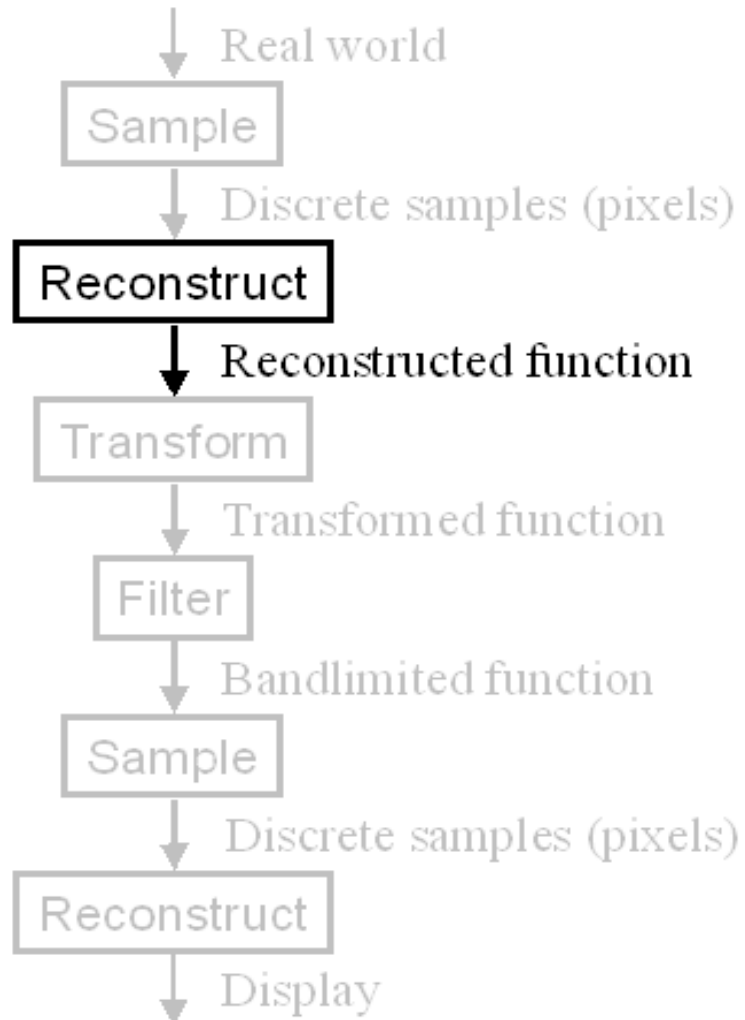 Real world
Sample
Discrete samples (pixels)
Reconstruct
Reconstructed function
Transform
Transformed function
Filter
Bandlimited function
Sample
Discrete samples (pixels)
Reconstruct
Display